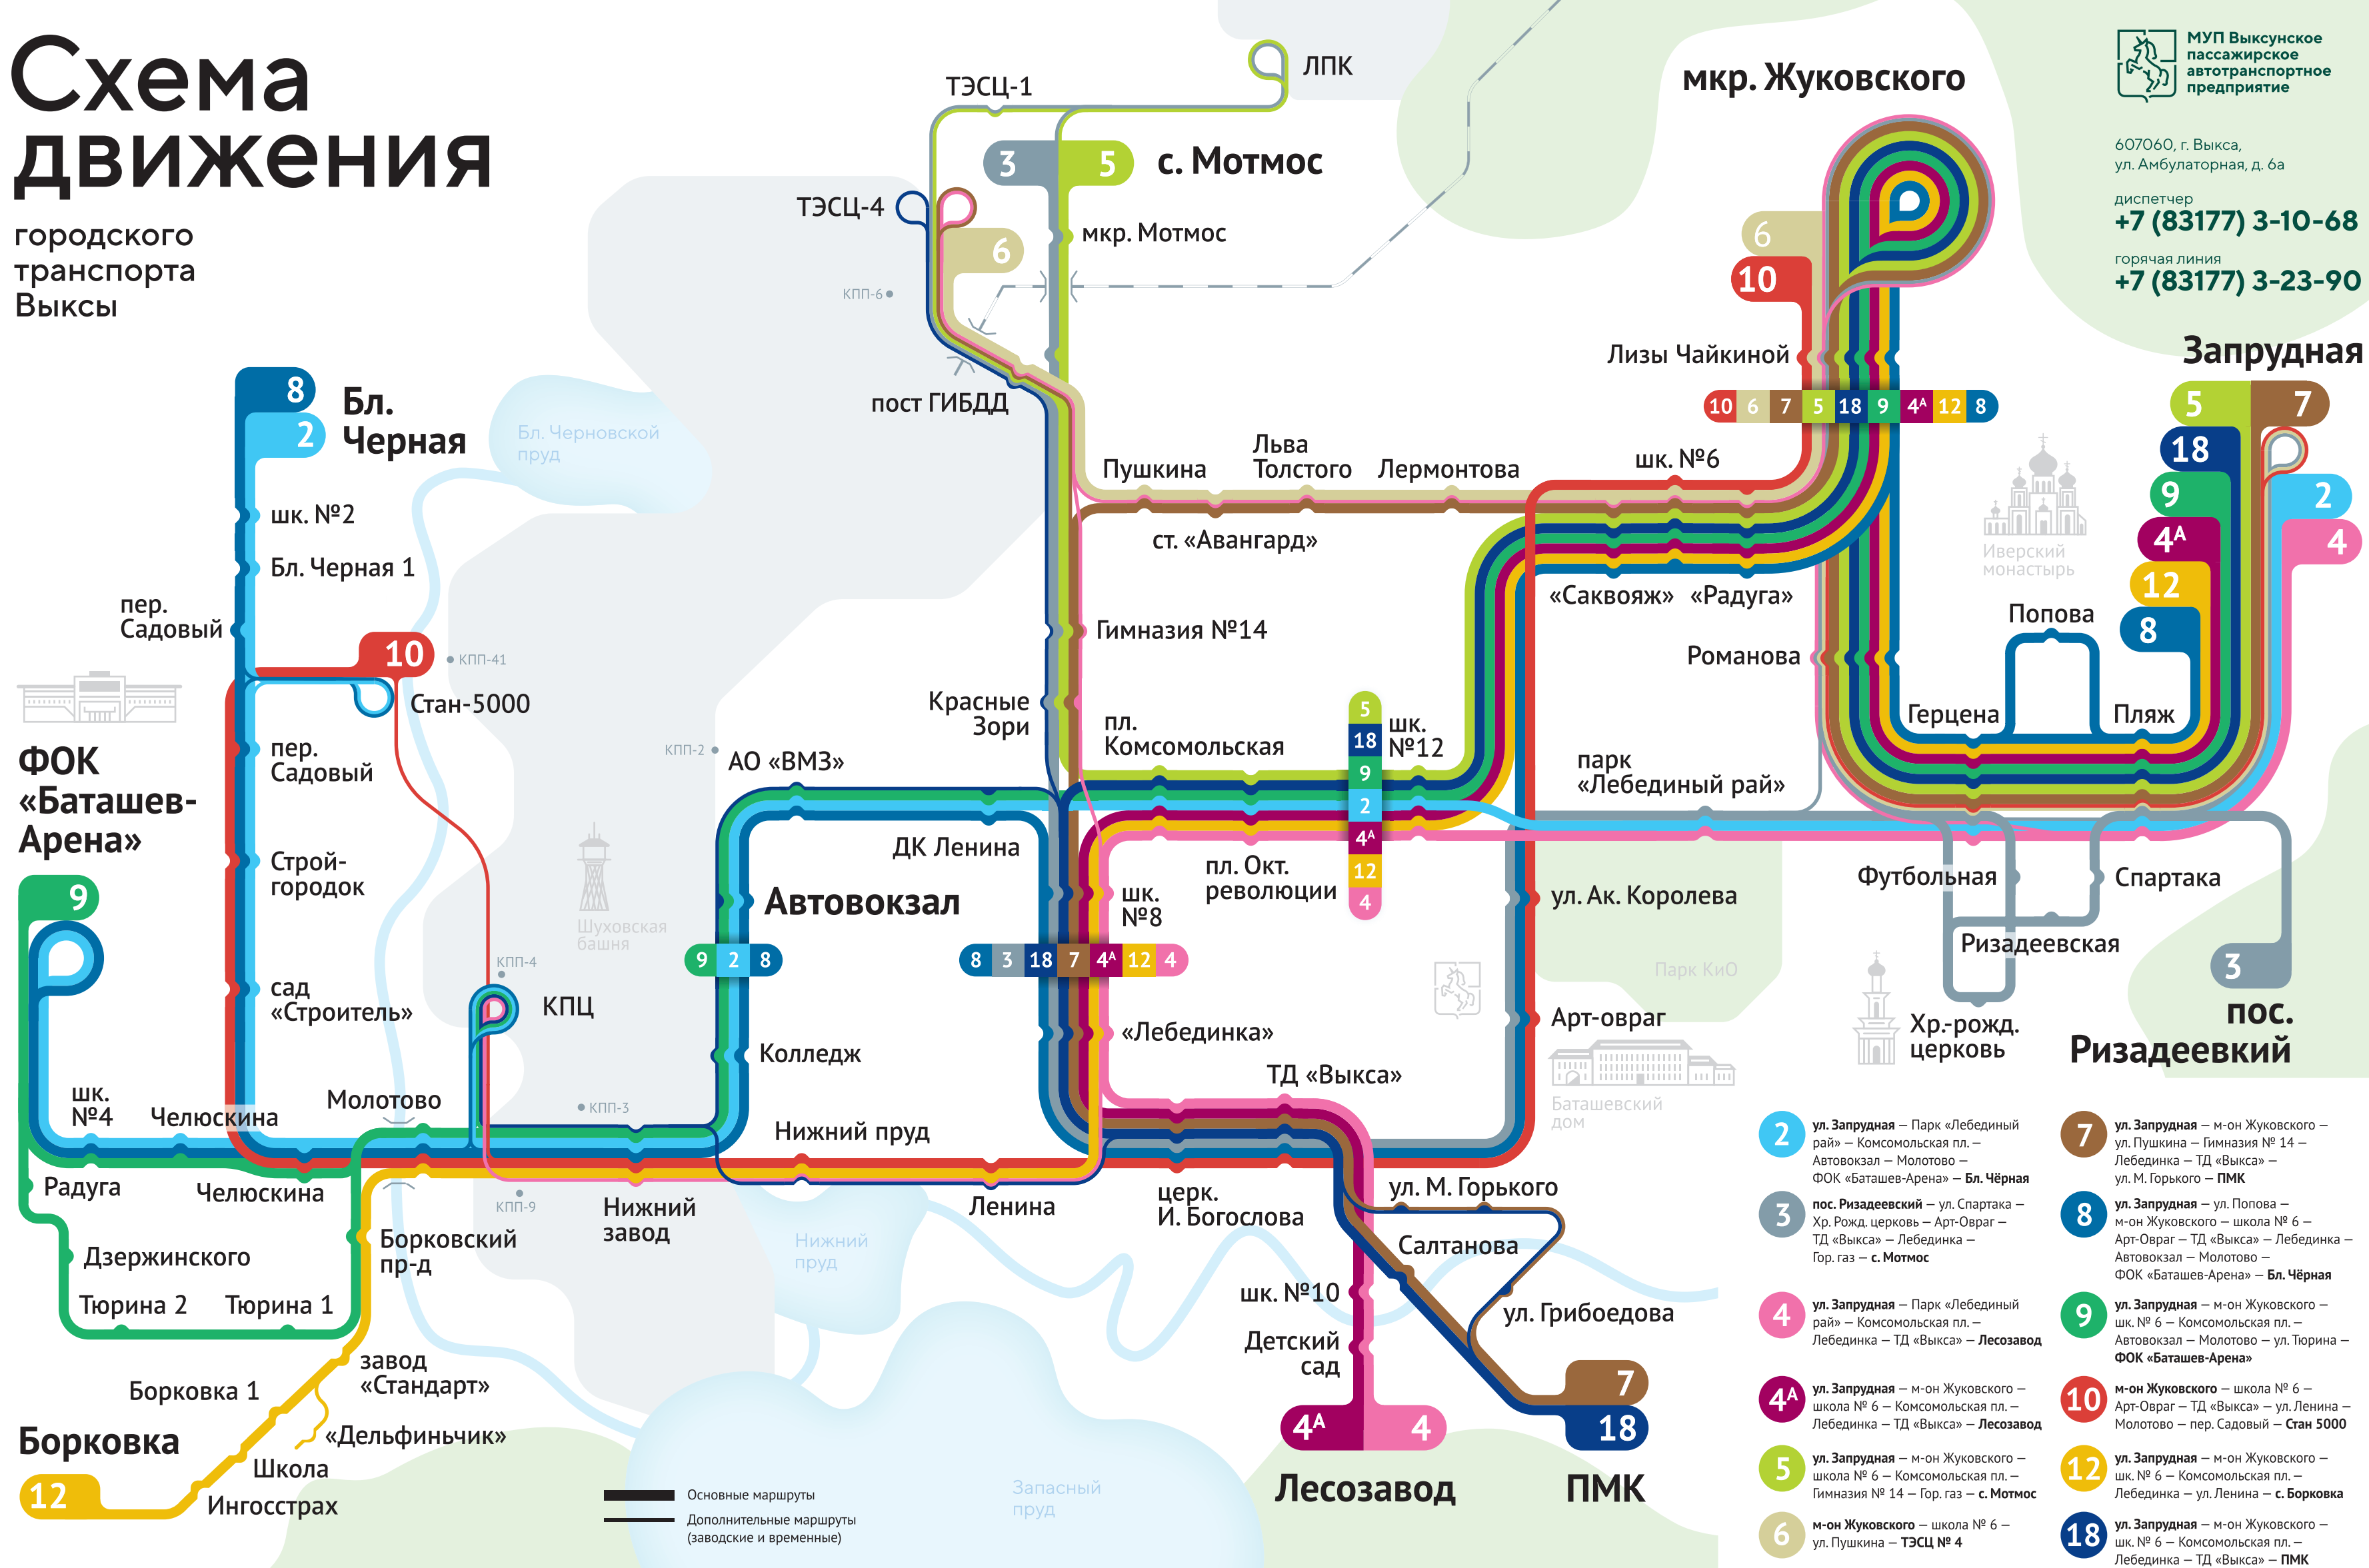 Схема
движения
городского
транспорта
Выксы
МУП Выксунское
пассажирское
автотранспортное
предприятие
607060, г. Выкса,
ул. Амбулаторная, д. 6а
диспетчер
+7 (83177) 3-10-68
горячая линия
+7 (83177) 3-23-90
ЛПК
ТЭСЦ-1
3
5
с. Мотмос
мкр. Мотмос
ТЭСЦ-4
6
КПП-6
пост ГИБДД
мкр. Жуковского
6
10
Лизы Чайкиной
10 6 7 5 18 9 4А 12 8
Запрудная
5
7
18
9
4А
12
8
2
4
8
2
Бл.
Черная
Бл. Черновской
пруд
шк. №2
Бл. Черная 1
пер.
Садовый
10
КПП-41
Стан-5000
пер.
Садовый
Строй-
городок
сад
«Строитель»
ФОК
«Баташев-
Арена»
9
шк.
№4
Челюскина
Молотово
Радуга
Челюскина
Дзержинского
Тюрина 2
Тюрина 1
Борковский
пр-д
завод
«Стандарт»
Борковка 1
«Дельфиньчик»
Борковка
Школа
12
Ингосстрах
Пушкина
Льва
Толстого
Лермонтова
шк. №6
ст. «Авангард»
«Саквояж»
«Радуга»
Иверский
монастырь
Гимназия №14
Красные
Зори
Романова
Попова
Герцена
Пляж
пл.
Комсомольская
5
18
9
2
4А
12
4
шк.
№12
парк
«Лебединый рай»
КПП-2
АО «ВМЗ»
ДК Ленина
Шуховская
башня
Автовокзал
9 2 8
8 3 18 7 4А 12 4
шк.
№8
пл. Окт.
революции
ул. Ак. Королева
Футбольная
Спартака
Ризадеевская
3
пос.
Ризадеевкий
Хр.-рожд.
церковь
Парк КиО
КПП-4
КПЦ
Колледж
«Лебединка»
Арт-овраг
Баташевский
дом
ТД «Выкса»
КПП-3
Нижний пруд
КПП-9
Нижний
завод
Ленина
церк.
И. Богослова
ул. М. Горького
Салтанова
ул. Грибоедова
Нижний
пруд
шк. №10
Детский
сад
4А
4
Лесозавод
7
18
ПМК
Запасный
пруд
Основные маршруты
Дополнительные маршруты
(заводские и временные)
2
ул. Запрудная — Парк «Лебединый
рай» — Комсомольская пл. —
Автовокзал — Молотово —
ФОК «Баташев-Арена» — Бл. Чёрная
3
пос. Ризадеевский — ул. Спартака —
Хр. Рожд. церковь — Арт-Овраг —
ТД «Выкса» — Лебединка —
Гор. газ — с. Мотмос
4
ул. Запрудная — Парк «Лебединый
рай» — Комсомольская пл. —
Лебединка — ТД «Выкса» — Лесозавод
4А
ул. Запрудная — м-он Жуковского —
школа № 6 — Комсомольская пл. —
Лебединка — ТД «Выкса» — Лесозавод
5
ул. Запрудная — м-он Жуковского —
школа № 6 — Комсомольская пл. —
Гимназия № 14 — Гор. газ — с. Мотмос
6
м-он Жуковского — школа № 6 —
ул. Пушкина — ТЭСЦ № 4
7
ул. Запрудная — м-он Жуковского —
ул. Пушкина — Гимназия № 14 —
Лебединка — ТД «Выкса» —
ул. М. Горького — ПМК
8
ул. Запрудная — ул. Попова —
м-он Жуковского — школа № 6 —
Арт-Овраг — ТД «Выкса» — Лебединка —
Автовокзал — Молотово —
ФОК «Баташев-Арена» — Бл. Чёрная
9
ул. Запрудная — м-он Жуковского —
шк. № 6 — Комсомольская пл. —
Автовокзал — Молотово — ул. Тюрина —
ФОК «Баташев-Арена»
10
м-он Жуковского — школа № 6 —
Арт-Овраг — ТД «Выкса» — ул. Ленина —
Молотово — пер. Садовый — Стан 5000
12
ул. Запрудная — м-он Жуковского —
шк. № 6 — Комсомольская пл. —
Лебединка — ул. Ленина — с. Борковка
18
ул. Запрудная — м-он Жуковского —
шк. № 6 — Комсомольская пл. —
Лебединка — ТД «Выкса» — ПМК